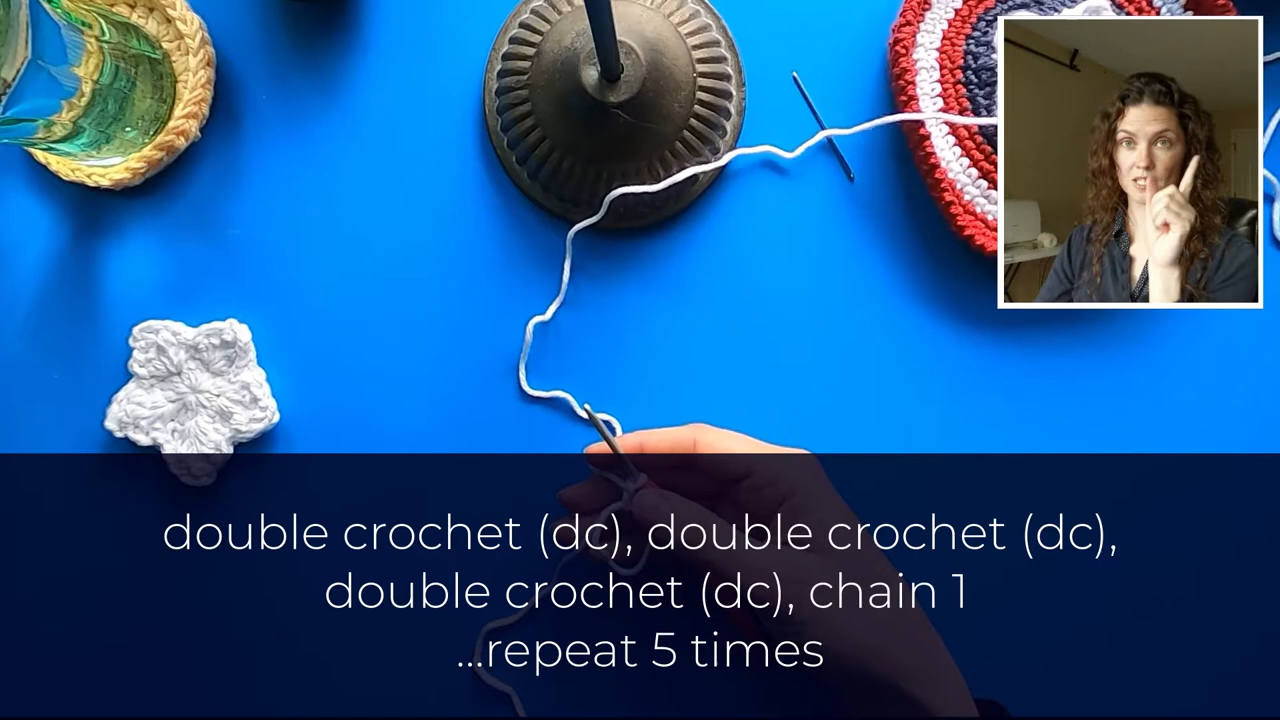 double crochet (dc), double crochet (dc),
double crochet (dc), chain 1
...repeat 5 times